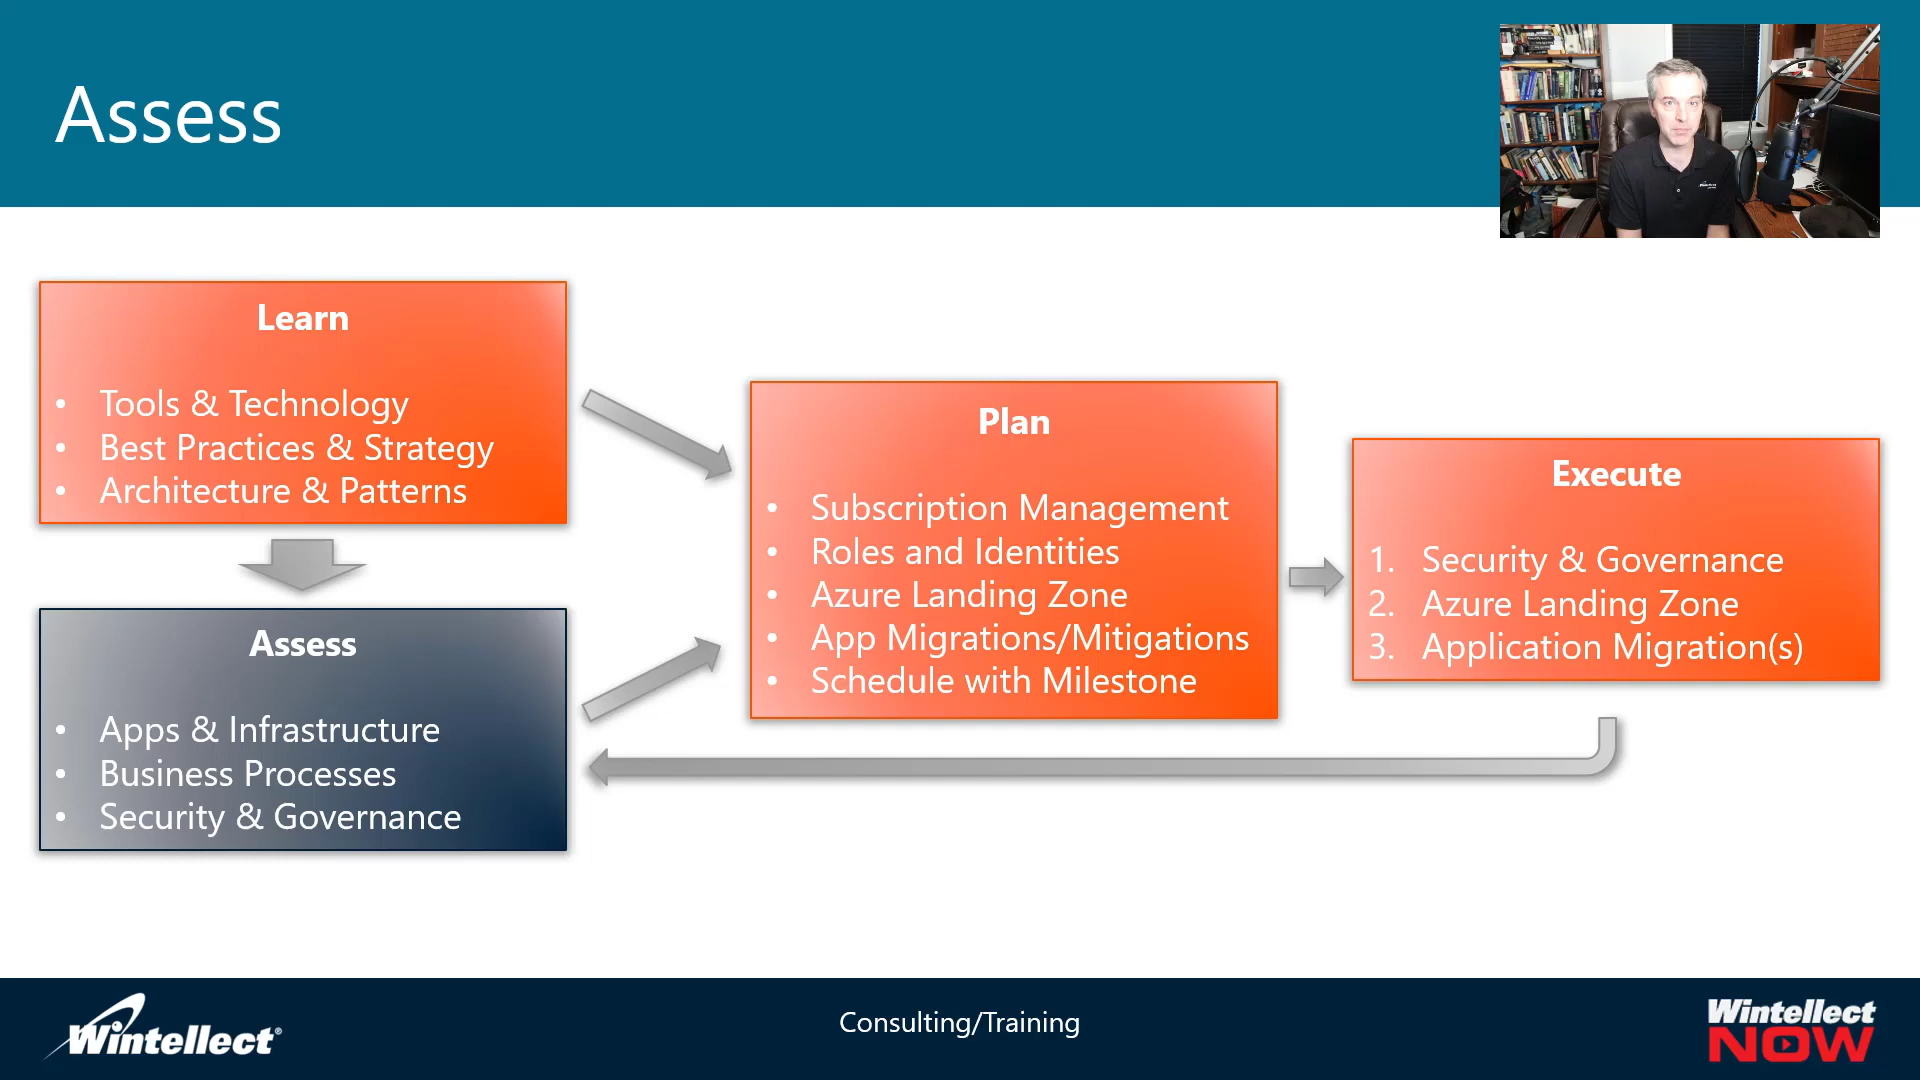 Assess
Learn
• Tools & Technology
• Best Practices & Strategy
• Architecture & Patterns
Assess
• Apps & Infrastructure
• Business Processes
• Security & Governance
Plan
• Subscription Management
• Roles and Identities
• Azure Landing Zone
• App Migrations/Mitigations
• Schedule with Milestone
Execute
1. Security & Governance
2. Azure Landing Zone
3. Application Migration(s)
Wintellect®
Consulting/Training
Wintellect
NOW